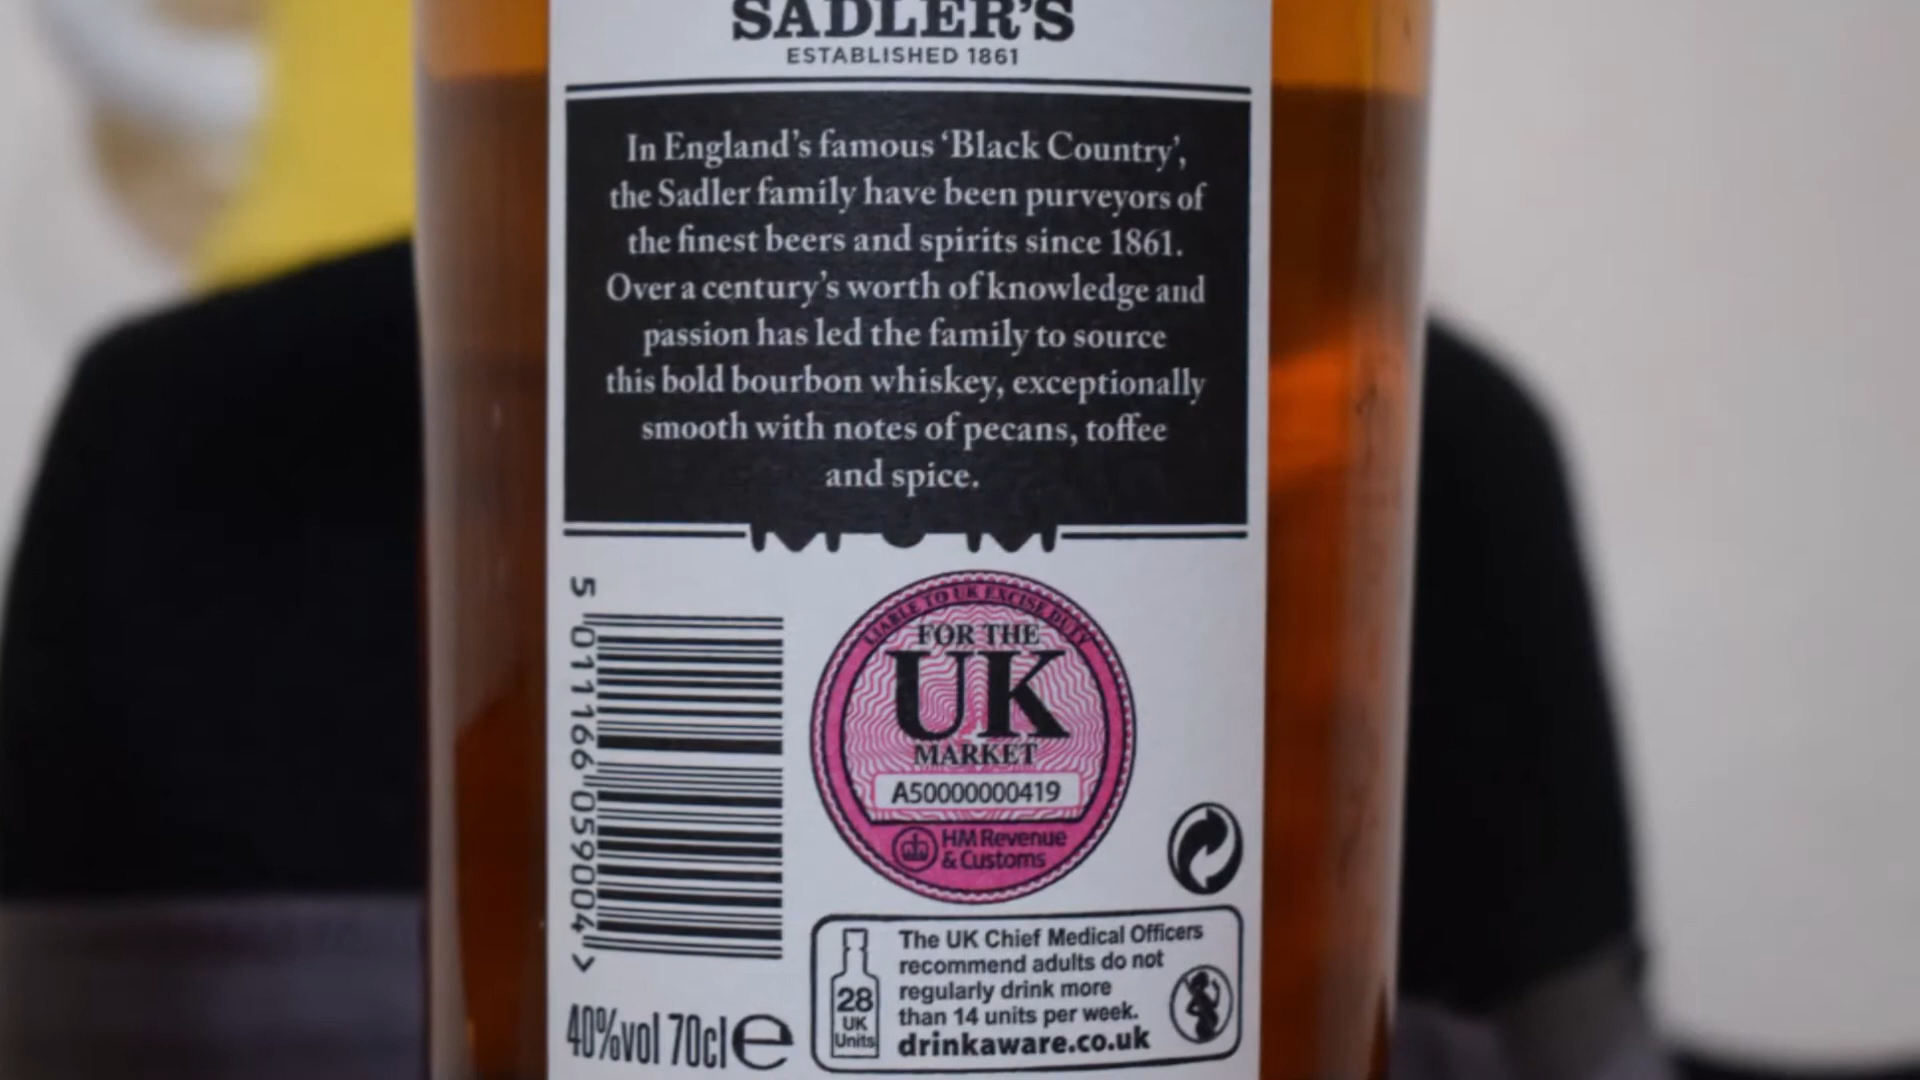 SADLER'S
ESTABLISHED 1861
In England's famous 'Black Country',
the Sadler family have been purveyors of
the finest beers and spirits since 1861.
Over a century's worth of knowledge and
passion has led the family to source
this bold bourbon whiskey, exceptionally
smooth with notes of pecans, toffee
and spice.
5 011166 059004 >
LIABLE TO UK EXCISE DUTY
FOR THE
UK
MARKET
A50000000419
HM Revenue
& Customs
40%vol 70cl e
28
UK
Units
The UK Chief Medical Officers
recommend adults do not
regularly drink more
than 14 units per week.
drinkaware.co.uk